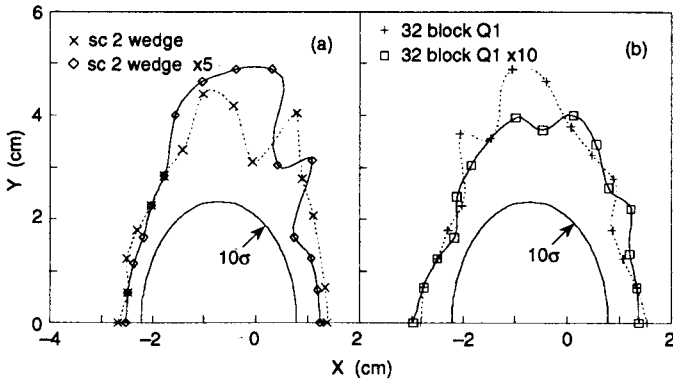 6
4
2
0
Y (cm)
× sc 2 wedge
◇ sc 2 wedge x5
(a)
10σ
+ 32 block Q1
□ 32 block Q1 x10
(b)
10σ
−4 −2 0 2 −4 −2 0 2
X (cm)